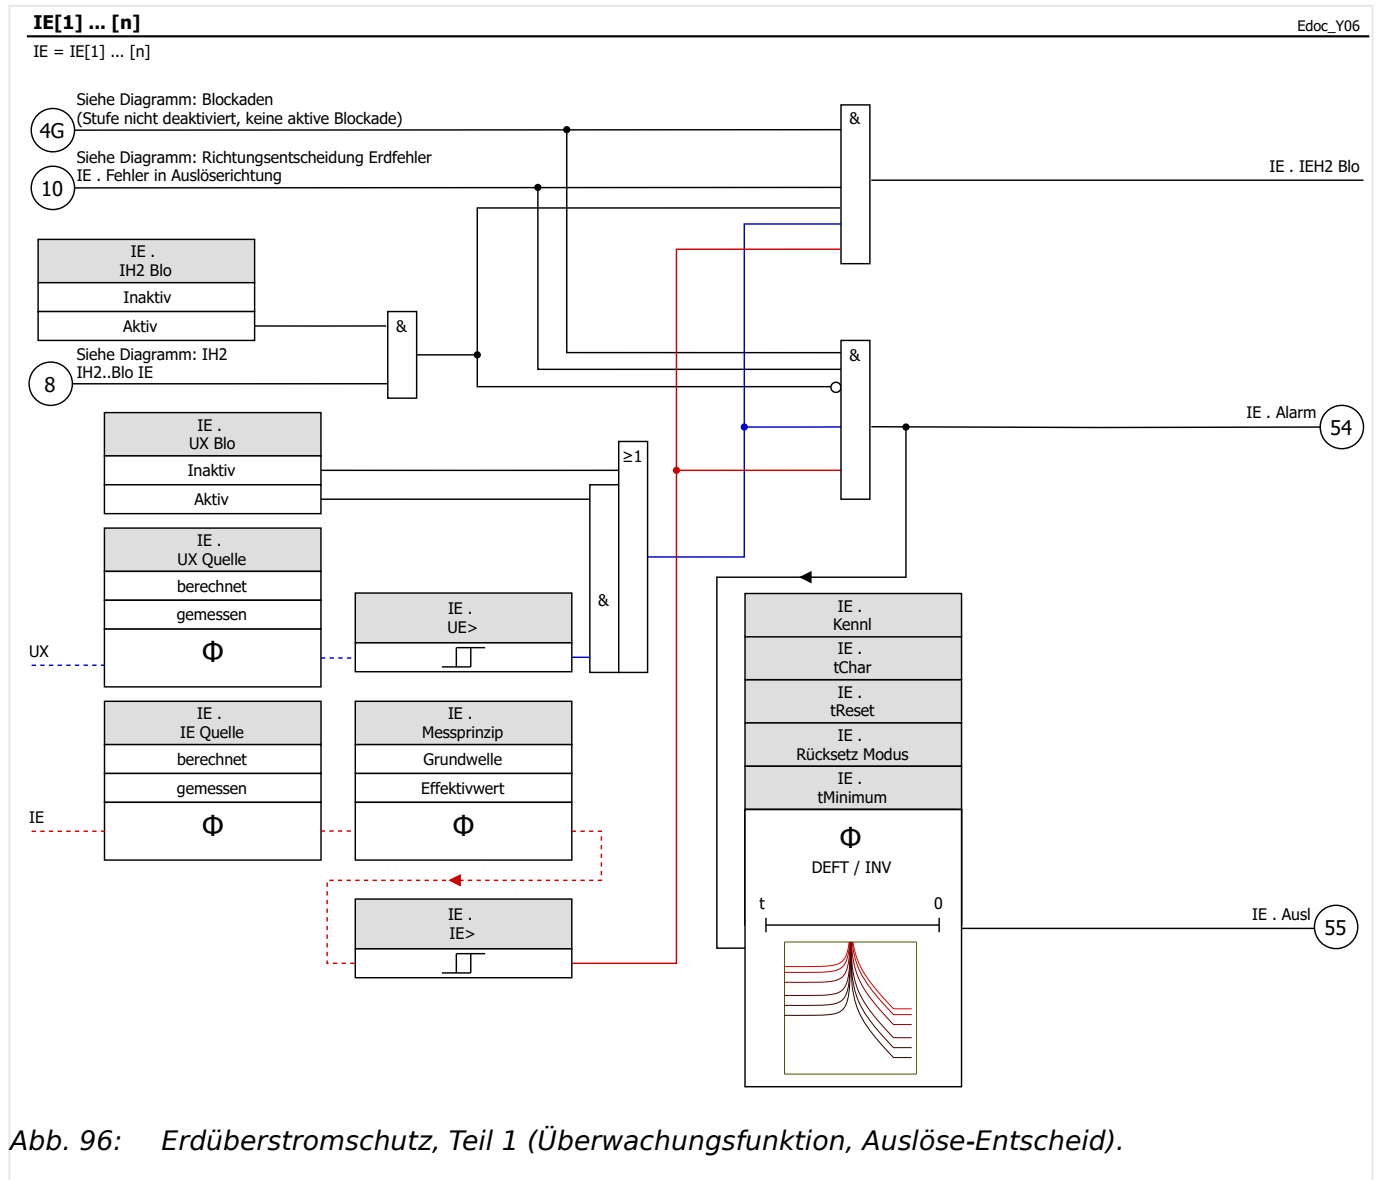 IE[1] ... [n]
Edoc_Y06
IE = IE[1] ... [n]
Siehe Diagramm: Blockaden
(Stufe nicht deaktiviert, keine aktive Blockade)
4G
&
Siehe Diagramm: Richtungsentscheidung Erdfehler
IE . Fehler in Auslöserichtung
10
IE . IEH2 Blo
IE .
IH2 Blo
Inaktiv
Aktiv
&
Siehe Diagramm: IH2
IH2..Blo IE
8
&
IE . Alarm
54
IE .
UX Blo
Inaktiv
Aktiv
≥1
&
IE .
UX Quelle
berechnet
gemessen
Φ
UX
IE .
UE>
IE .
IE Quelle
berechnet
gemessen
Φ
IE
IE .
Messprinzip
Grundwelle
Effektivwert
Φ
IE .
IE>
IE .
Kennl
IE .
tChar
IE .
tReset
IE .
Rücksetz Modus
IE .
tMinimum
Φ
DEFT / INV
t 0
IE . Ausl
55
Abb. 96: Erdüberstromschutz, Teil 1 (Überwachungsfunktion, Auslöse-Entscheid).